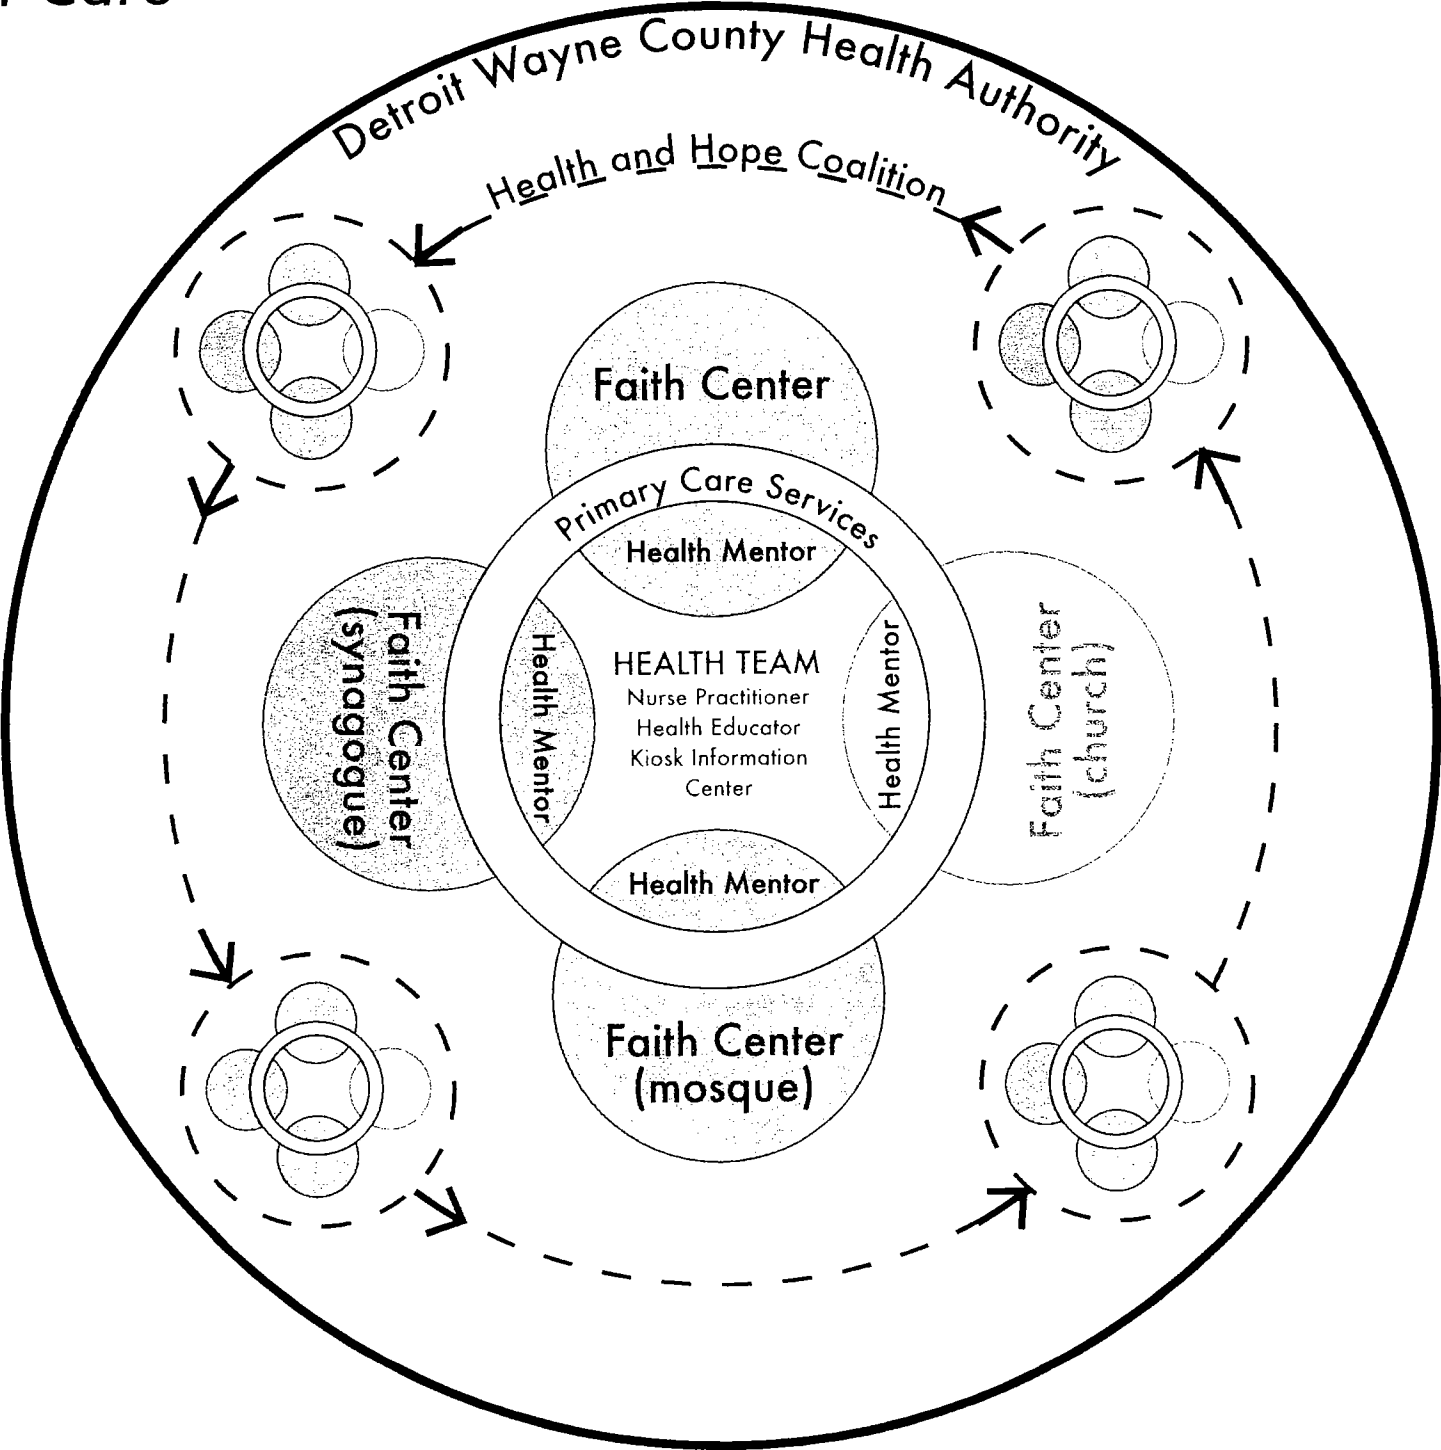 Care
Detroit Wayne County Health Authority
Health and Hope Coalition
Faith Center
Primary Care Services
Health Mentor
Faith Center
(synagogue)
Health Mentor
HEALTH TEAM
Nurse Practitioner
Health Educator
Kiosk Information
Center
Health Mentor
Faith Center
(church)
Health Mentor
Faith Center
(mosque)